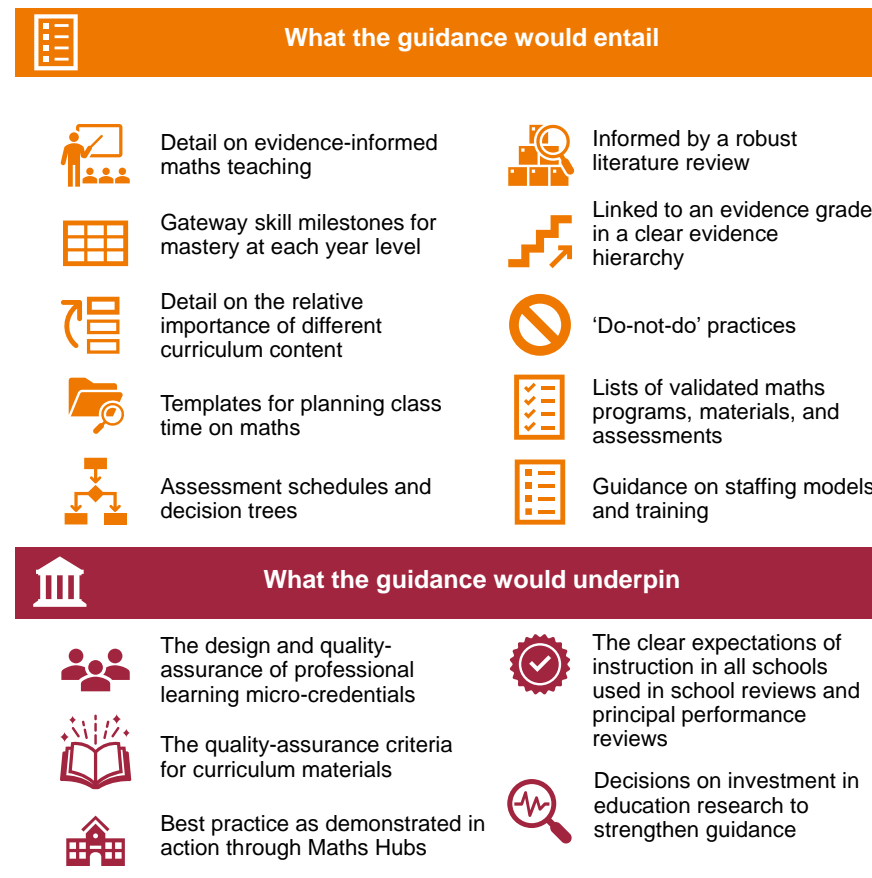 What the guidance would entail
Detail on evidence-informed
maths teaching
Gateway skill milestones for
mastery at each year level
Detail on the relative
importance of different
curriculum content
Templates for planning class
time on maths
Assessment schedules and
decision trees
Informed by a robust
literature review
Linked to an evidence grade
in a clear evidence
hierarchy
‘Do-not-do’ practices
Lists of validated maths
programs, materials, and
assessments
Guidance on staffing models
and training
What the guidance would underpin
The design and quality-
assurance of professional
learning micro-credentials
The quality-assurance criteria
for curriculum materials
Best practice as demonstrated in
action through Maths Hubs
The clear expectations of
instruction in all schools
used in school reviews and
principal performance
reviews
Decisions on investment in
education research to
strengthen guidance